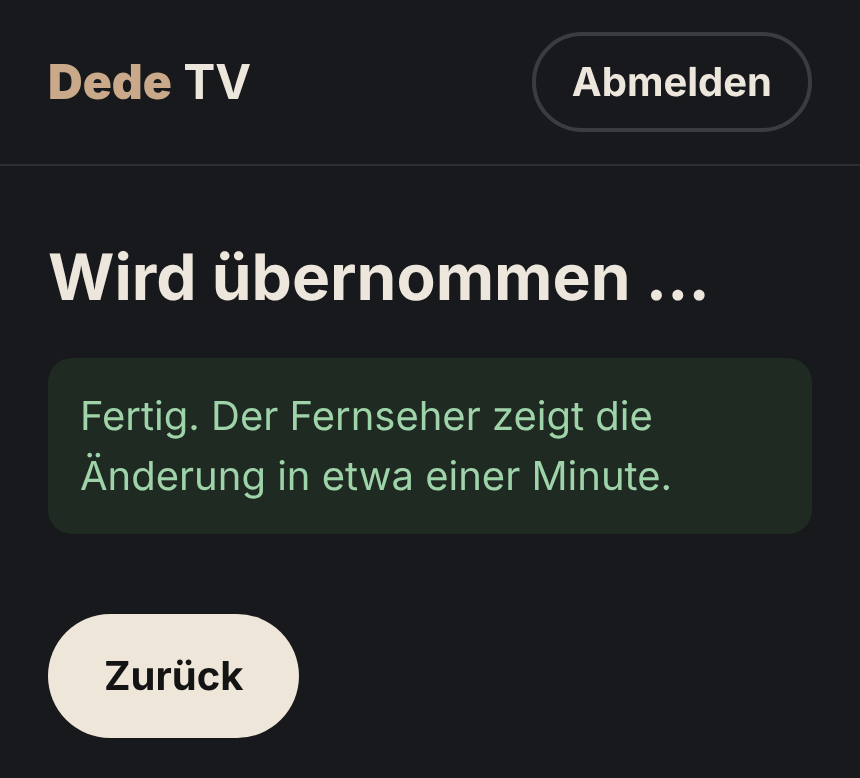 Dede TV
Abmelden
Wird übernommen …
Fertig. Der Fernseher zeigt die
Änderung in etwa einer Minute.
Zurück